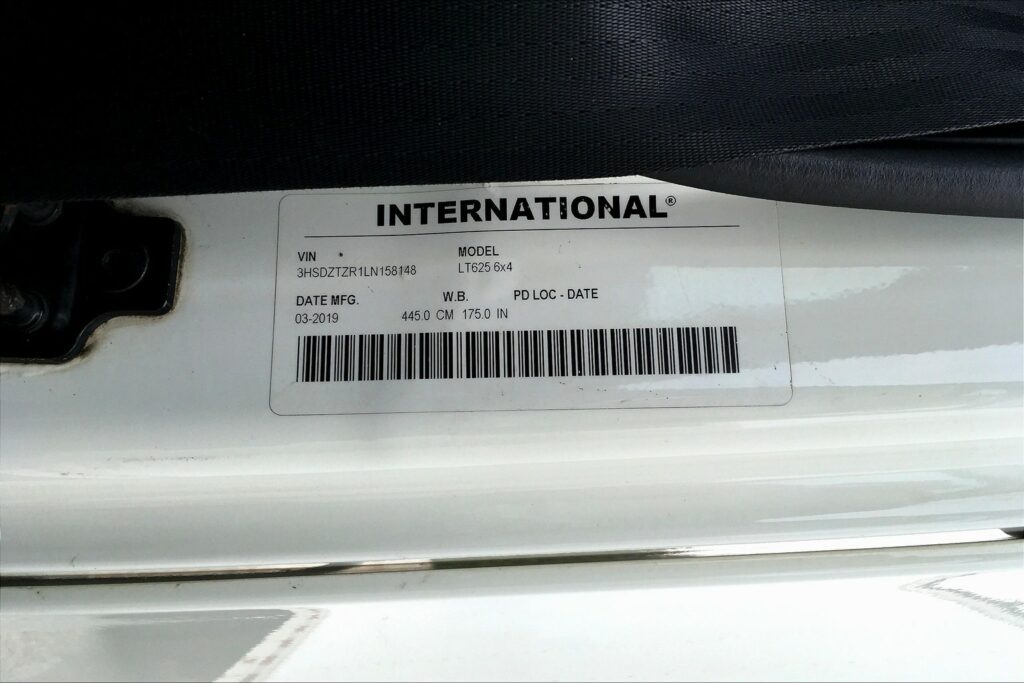 INTERNATIONAL®
VIN MODEL
3HSDZTZR1LN158148 LT625 6x4
DATE MFG. W.B. PD LOC - DATE
03-2019 445.0 CM 175.0 IN